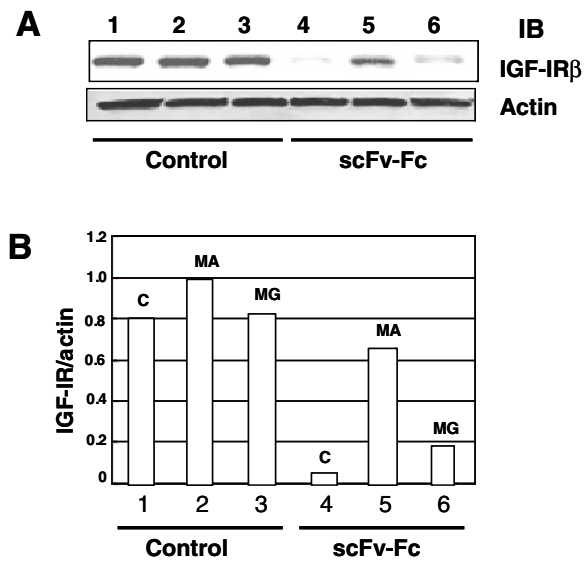 A 1 2 3 4 5 6 IB
IGF-IRβ
Actin
Control scFv-Fc
B
IGF-IR/actin
1.2
1.0
0.8
0.6
0.4
0.2
0
C MA MG C MA MG
1 2 3 4 5 6
Control scFv-Fc